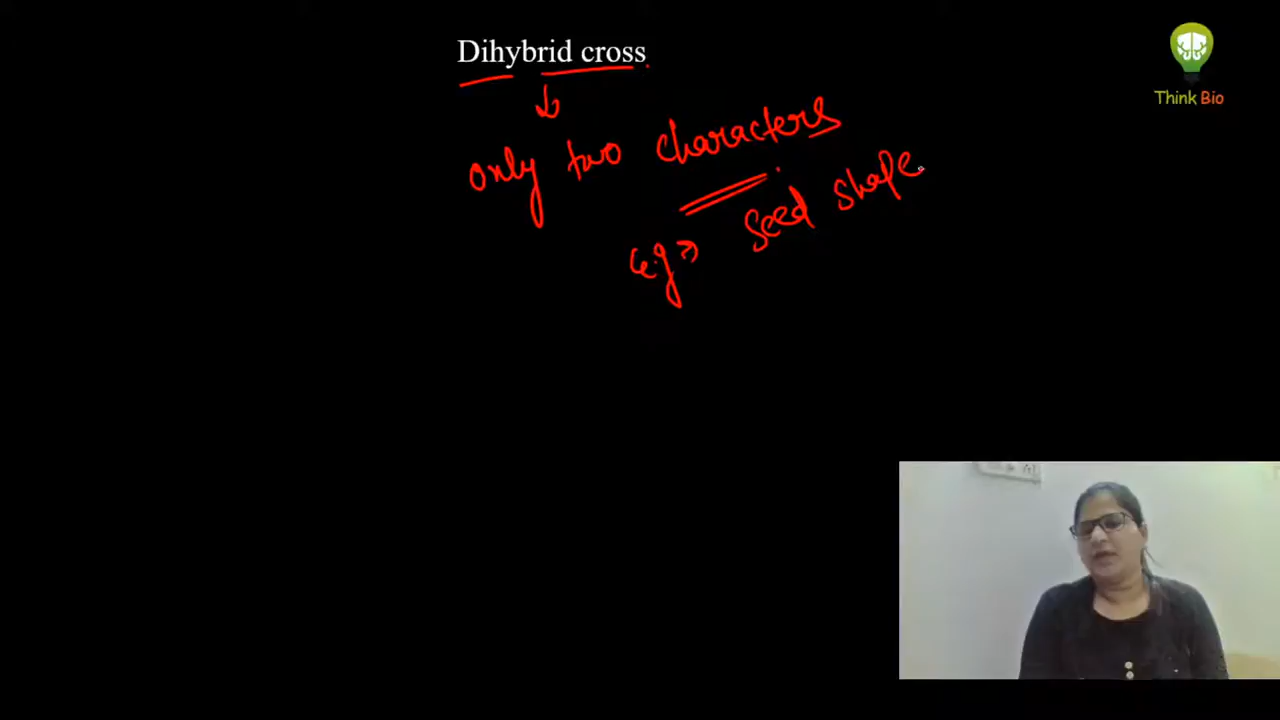 Dihybrid cross
Think Bio
only two characters
e.g → seed shape